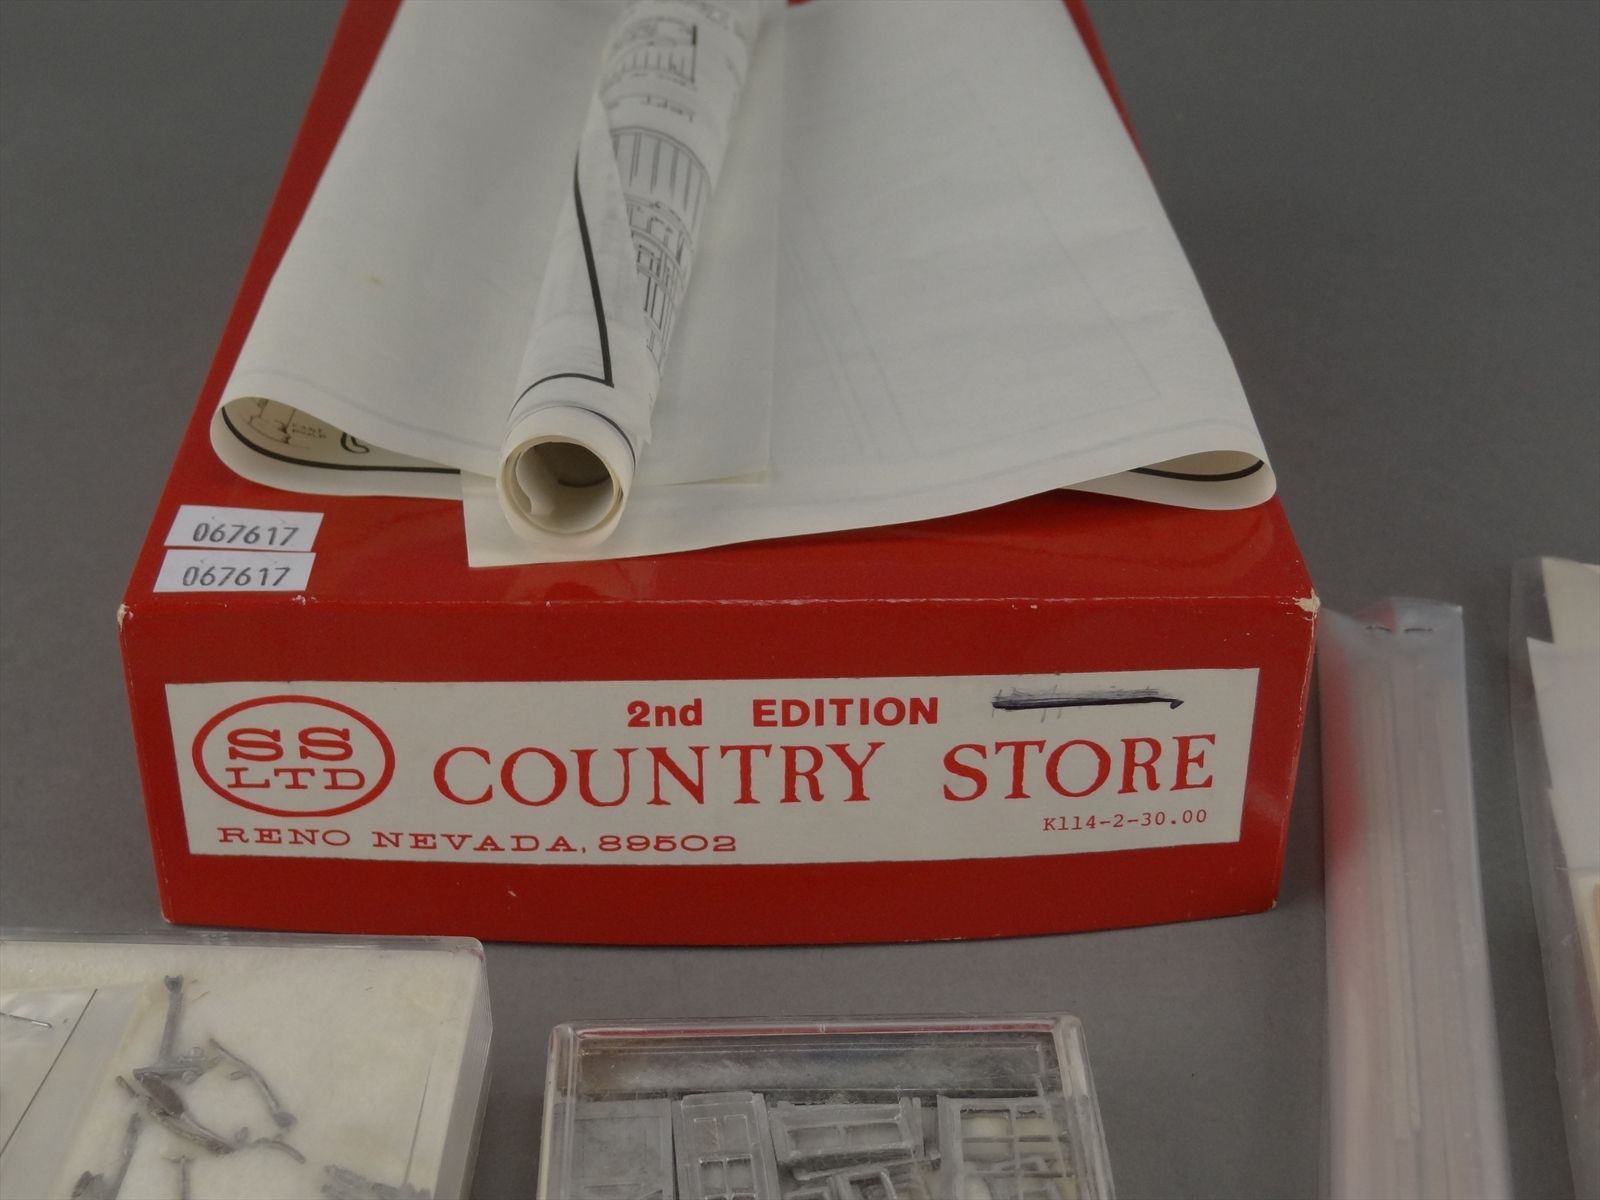 067617
067617
SS
LTD
2nd EDITION
COUNTRY STORE
RENO NEVADA, 89502
K114-2-30.00